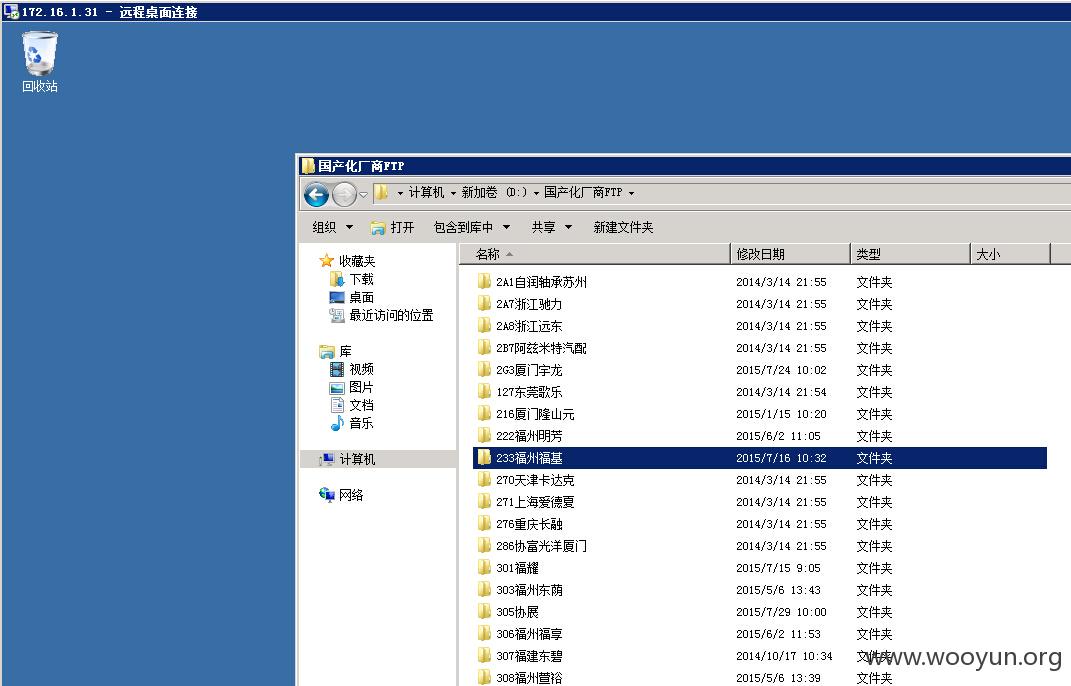 172.16.1.31 - 远程桌面连接
回收站
国产化厂商FTP
计算机 新加卷 (D:) 国产化厂商FTP
组织 打开 包含到库中 共享 新建文件夹
收藏夹
下载
桌面
最近访问的位置
库
视频
图片
文档
音乐
计算机
网络
名称 修改日期 类型 大小
2A1自润轴承苏州 2014/3/14 21:55 文件夹
2A7浙江驰力 2014/3/14 21:55 文件夹
2A8浙江远东 2014/3/14 21:55 文件夹
2B7阿兹米特汽配 2014/3/14 21:55 文件夹
2G3厦门宇龙 2015/7/24 10:02 文件夹
127东莞歌乐 2014/3/14 21:54 文件夹
216厦门隆山元 2015/1/15 10:20 文件夹
222福州明芳 2015/6/2 11:05 文件夹
233福州福基 2015/7/16 10:32 文件夹
270天津卡达克 2014/3/14 21:55 文件夹
271上海爱德夏 2014/3/14 21:55 文件夹
276重庆长融 2014/3/14 21:55 文件夹
286协富光洋厦门 2014/3/14 21:55 文件夹
301福耀 2015/7/15 9:05 文件夹
303福州东荫 2015/5/6 13:43 文件夹
305协展 2015/7/29 10:00 文件夹
306福州福享 2015/6/2 11:53 文件夹
307福建东碧 2014/10/17 10:34 文件夹
308福州萱裕 2015/5/6 13:39 文件夹
www.wooyun.org